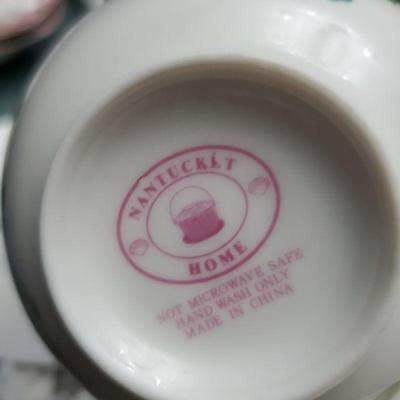 NANTUCKET
HOME
NOT MICROWAVE SAFE
HAND WASH ONLY
MADE IN CHINA